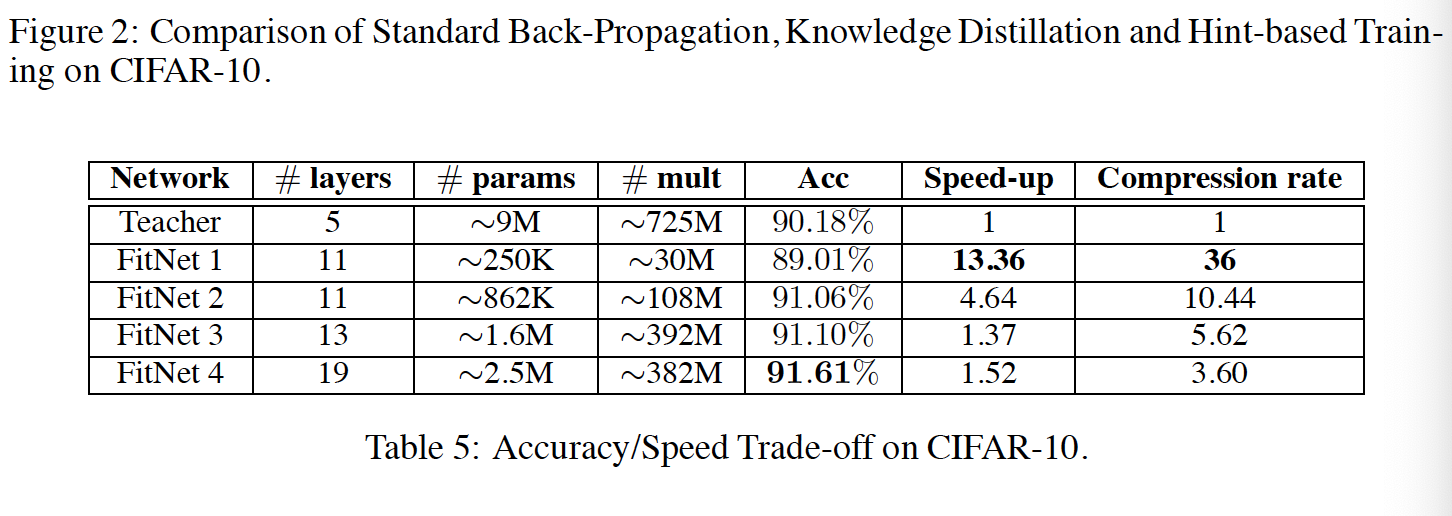 Figure 2: Comparison of Standard Back-Propagation, Knowledge Distillation and Hint-based Train-
ing on CIFAR-10.
Network # layers # params # mult Acc Speed-up Compression rate
Teacher 5 ~9M ~725M 90.18% 1 1
FitNet 1 11 ~250K ~30M 89.01% 13.36 36
FitNet 2 11 ~862K ~108M 91.06% 4.64 10.44
FitNet 3 13 ~1.6M ~392M 91.10% 1.37 5.62
FitNet 4 19 ~2.5M ~382M 91.61% 1.52 3.60
Table 5: Accuracy/Speed Trade-off on CIFAR-10.